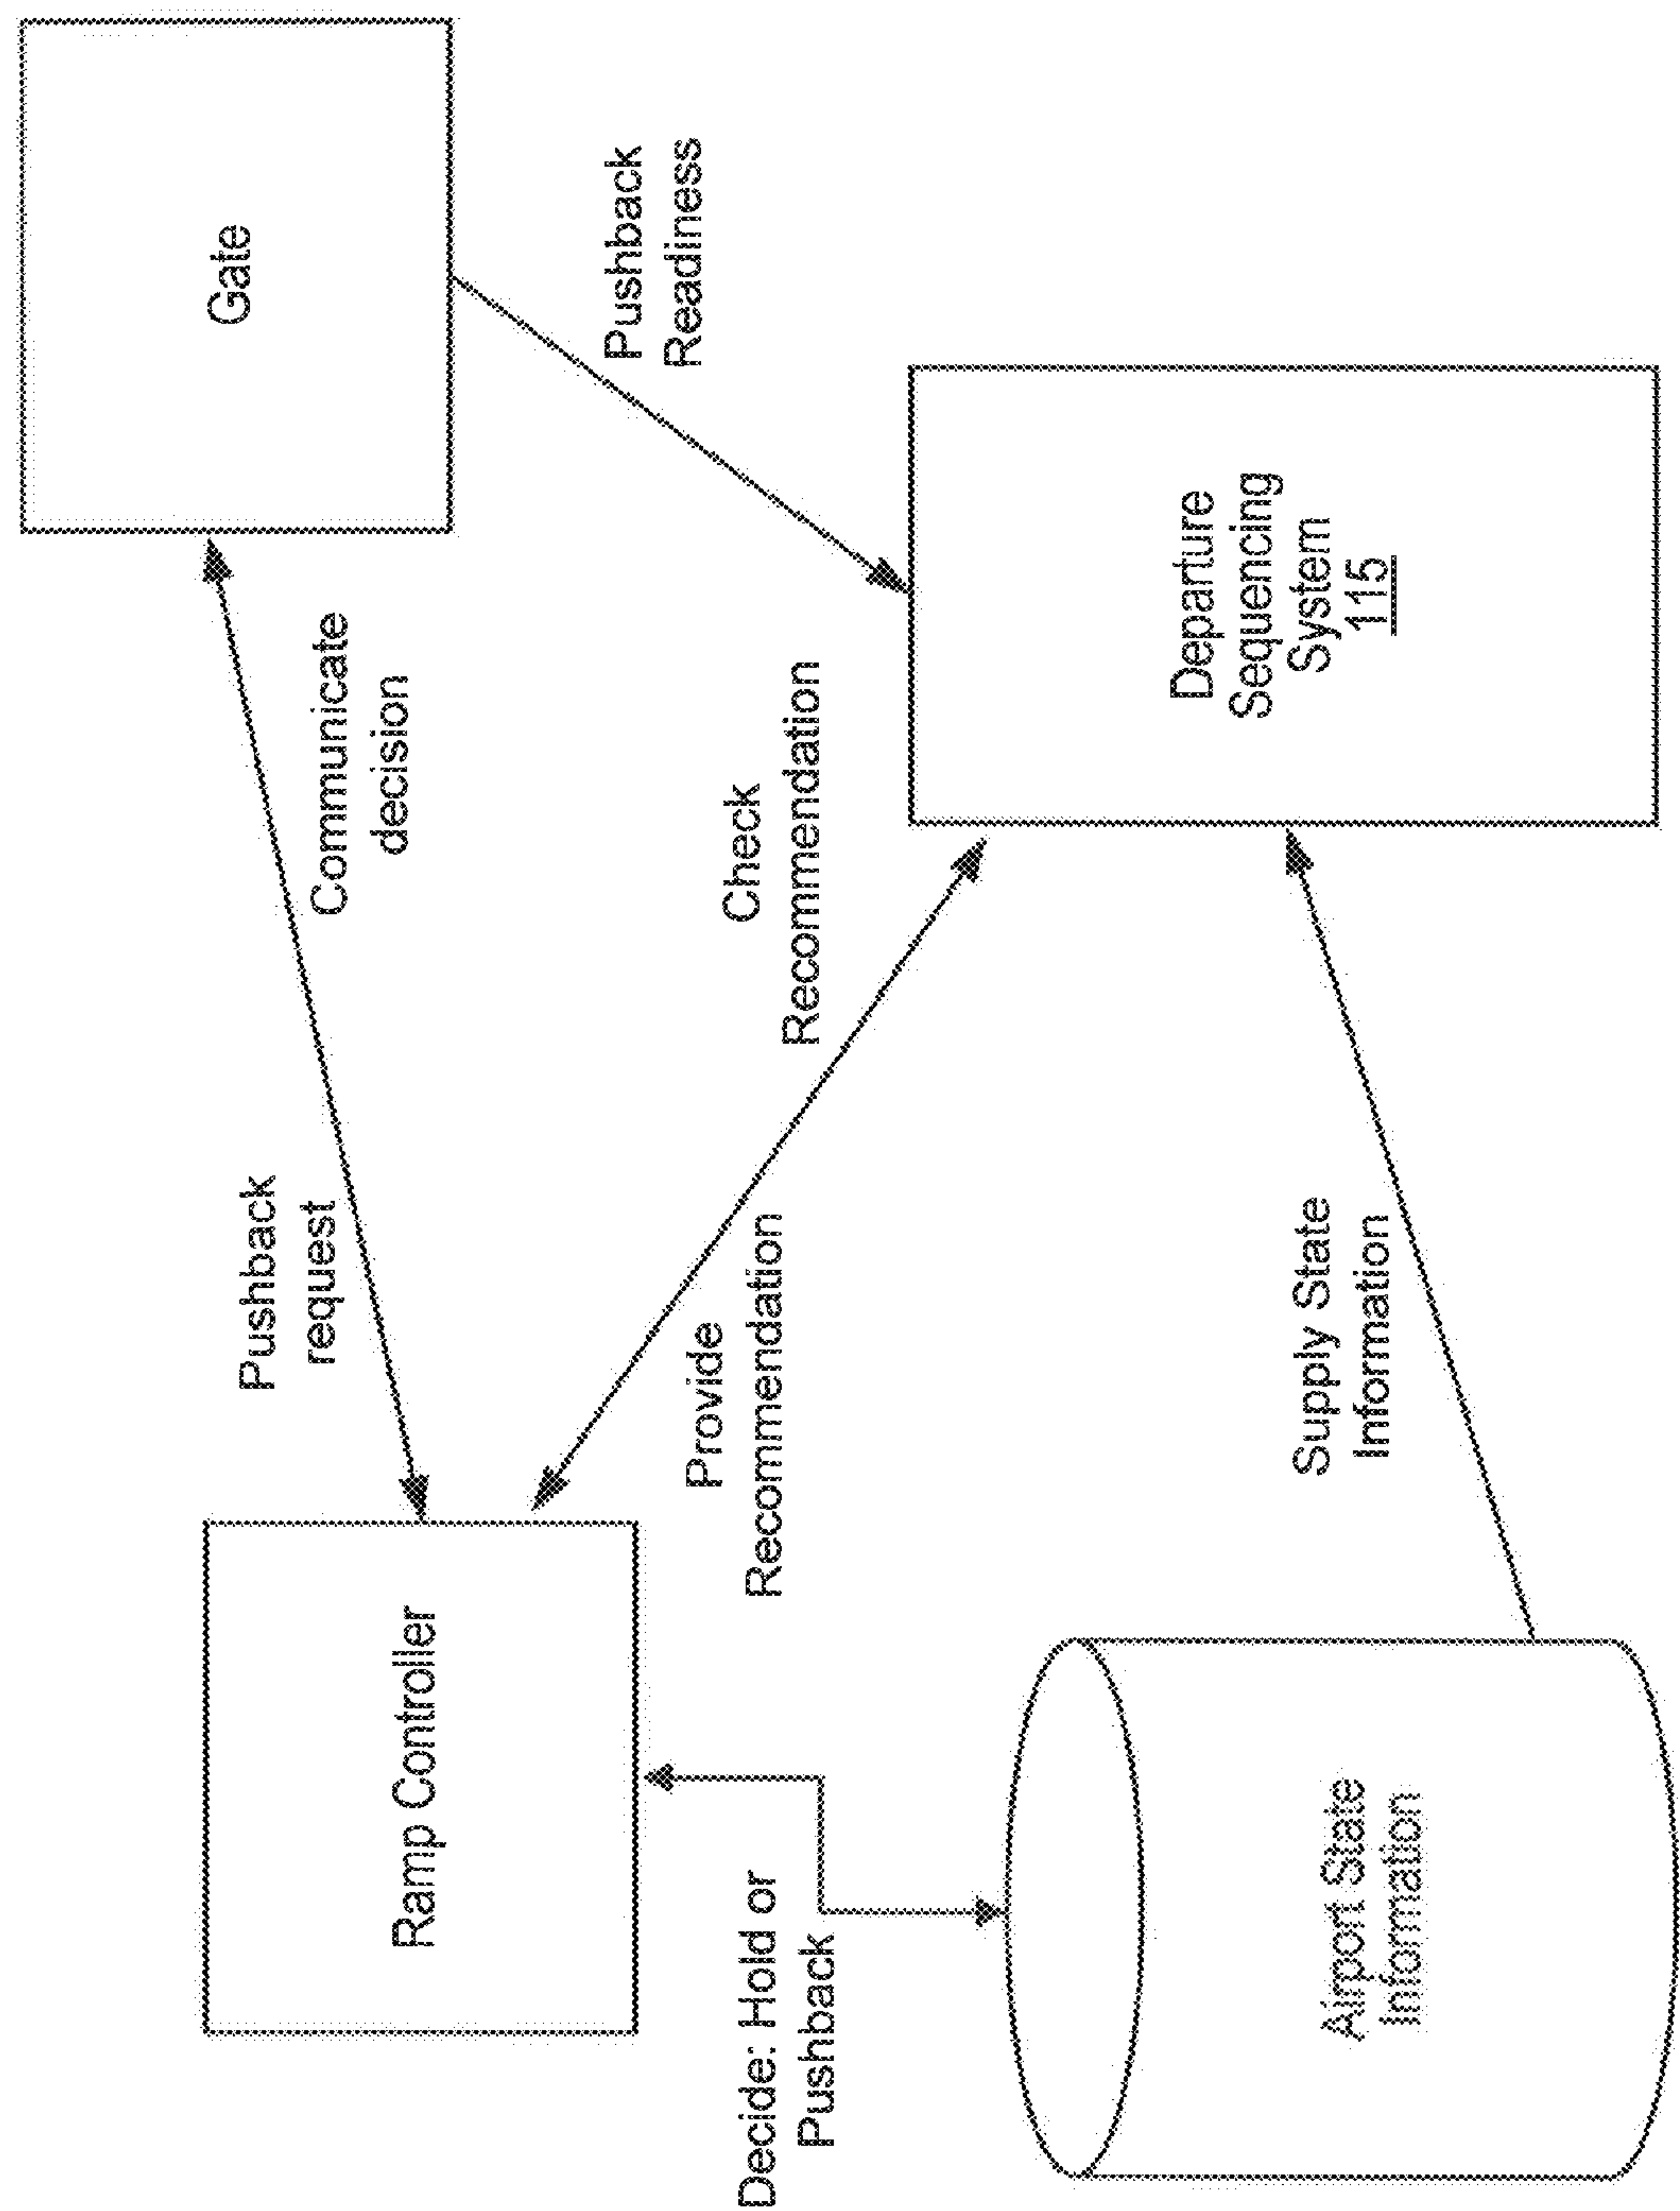 Gate
Pushback
Readiness
Communicate
decision
Pushback
request
Ramp Controller
Check
Recommendation
Provide
Recommendation
Departure
Sequencing
System
115
Decide: Hold or
Pushback
Supply State
Information
Airport State
Information